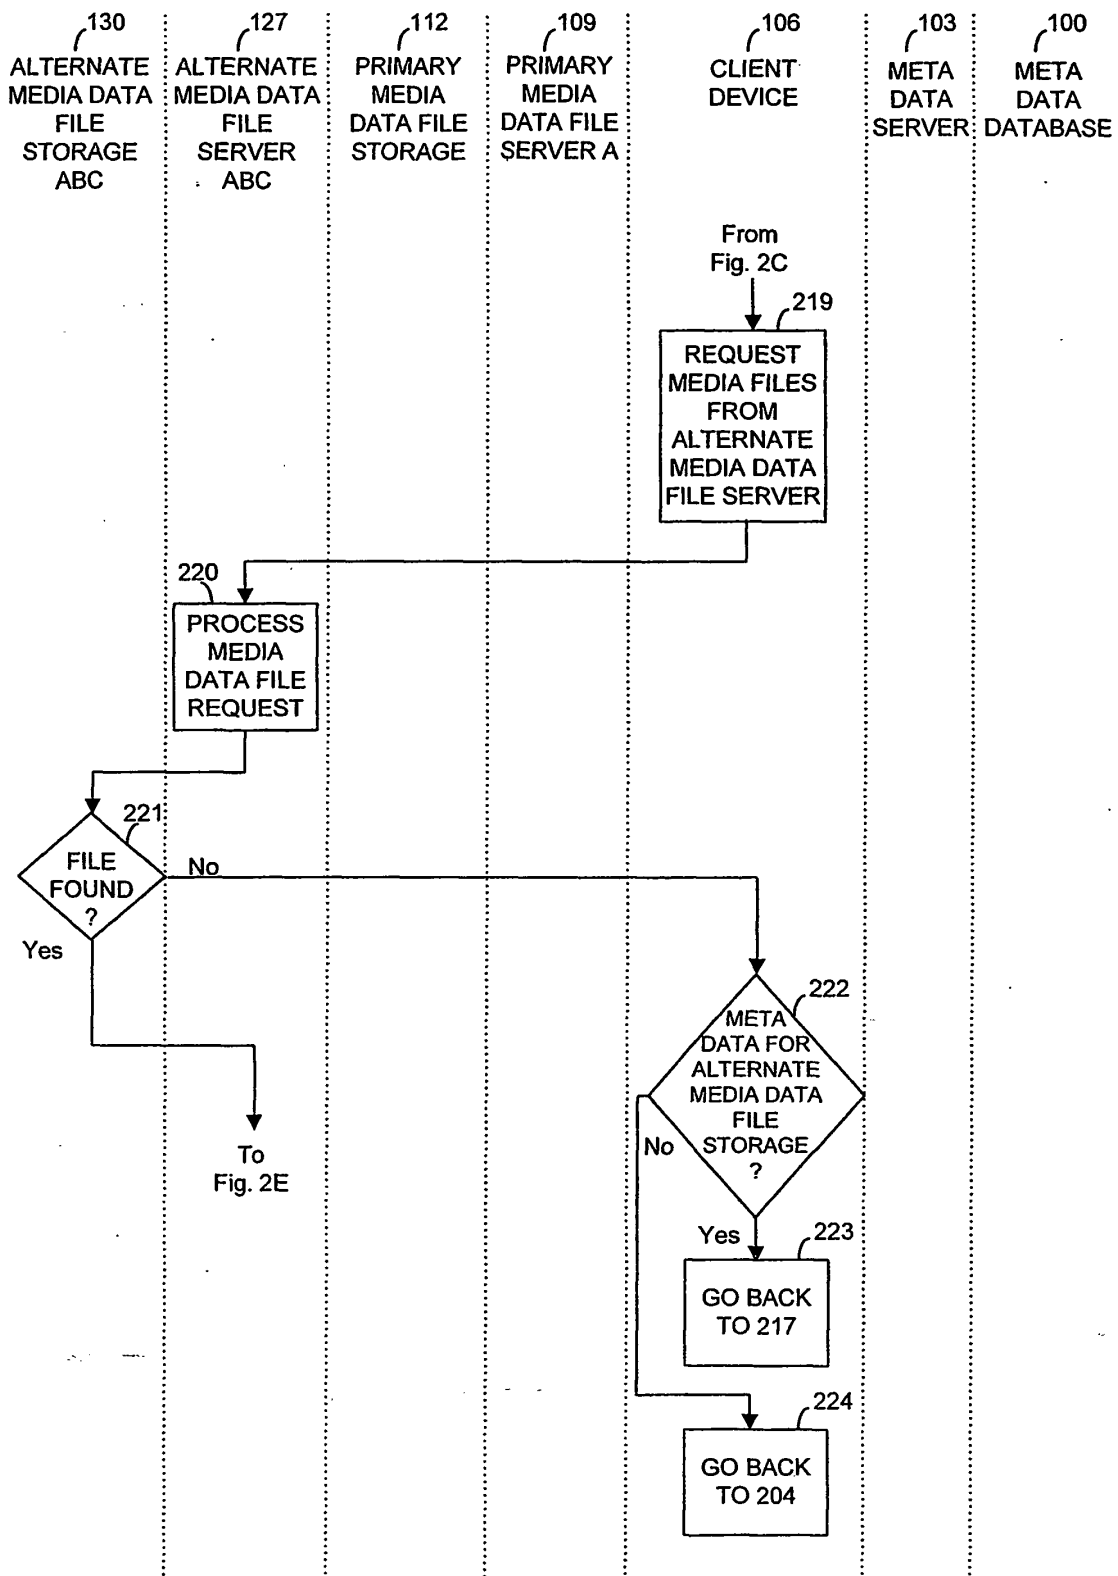 130
ALTERNATE
MEDIA DATA
FILE
STORAGE
ABC
127
ALTERNATE
MEDIA DATA
FILE
SERVER
ABC
112
PRIMARY
MEDIA
DATA FILE
STORAGE
109
PRIMARY
MEDIA
DATA FILE
SERVER A
106
CLIENT
DEVICE
103
META
DATA
SERVER
100
META
DATA
DATABASE
From
Fig. 2C
219
REQUEST
MEDIA FILES
FROM
ALTERNATE
MEDIA DATA
FILE SERVER
220
PROCESS
MEDIA
DATA FILE
REQUEST
221
FILE
FOUND
?
No
Yes
To
Fig. 2E
222
META
DATA FOR
ALTERNATE
MEDIA DATA
FILE
STORAGE
?
No
Yes
223
GO BACK
TO 217
224
GO BACK
TO 204